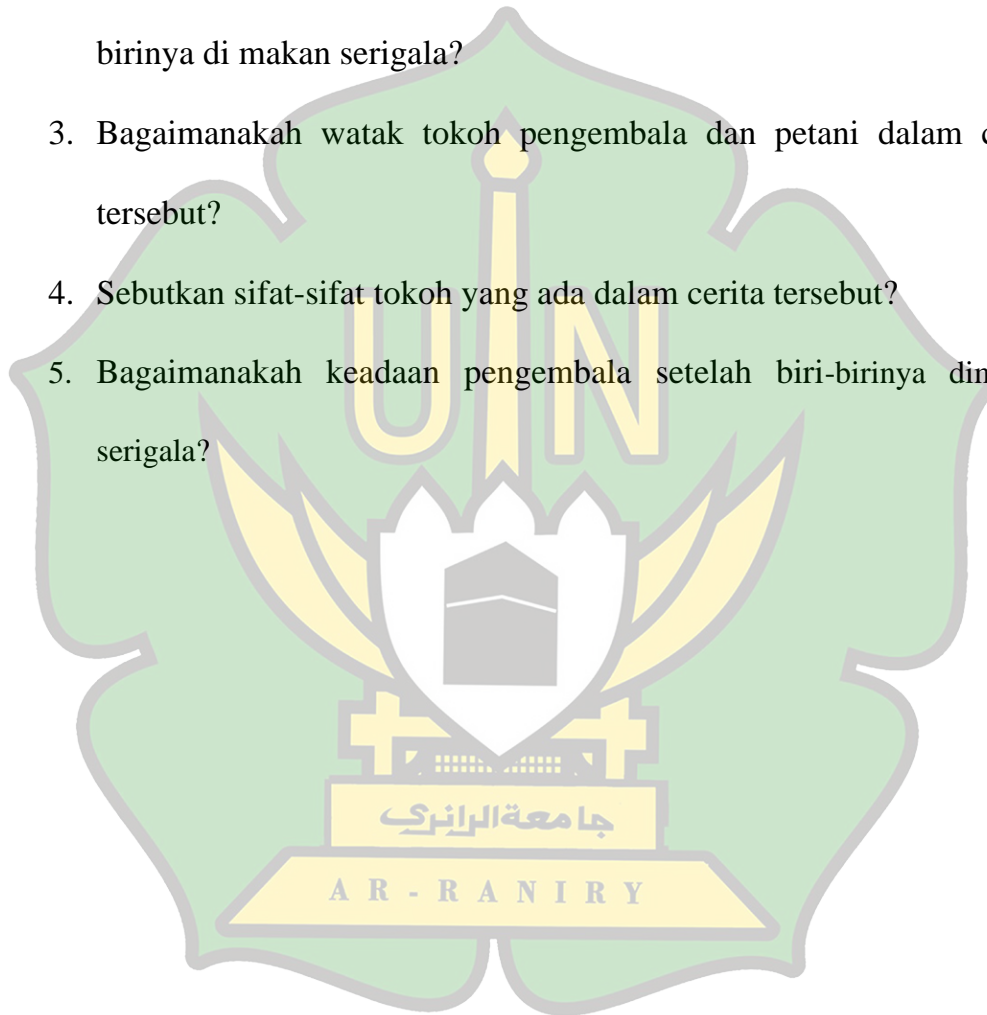 birinya di makan serigala?
3. Bagaimanakah watak tokoh pengembala dan petani dalam
tersebut?
4. Sebutkan sifat-sifat tokoh yang ada dalam cerita tersebut?
5. Bagaimanakah keadaan pengembala setelah biri-birinya
serigala?
UIN
جامعة الرانري
AR-RANIRY